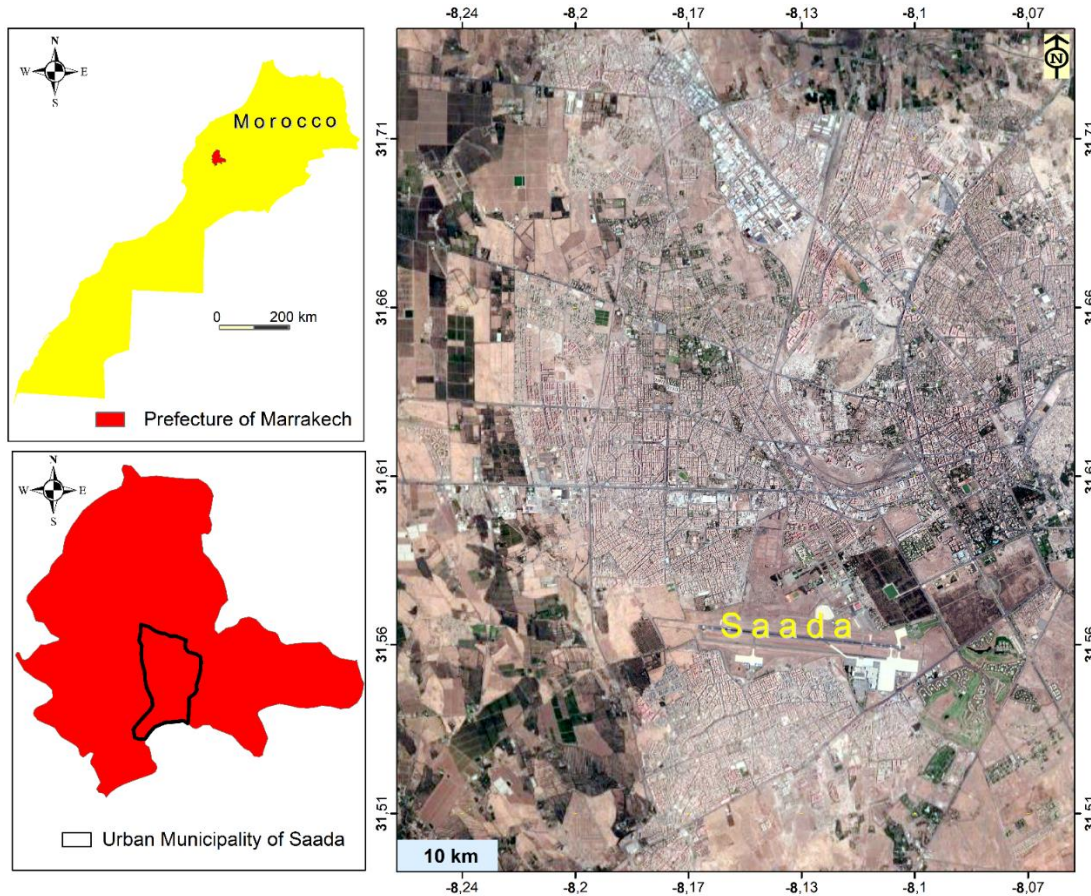 N
W E
S
Morocco
0 200 km
Prefecture of Marrakech
N
W E
S
Urban Municipality of Saada
-8,24 -8,2 -8,17 -8,13 -8,1 -8,07
N
31,71 31,71
31,66 31,66
31,61 31,61
Saada
31,56 31,56
31,51 31,51
10 km
-8,24 -8,2 -8,17 -8,13 -8,1 -8,07